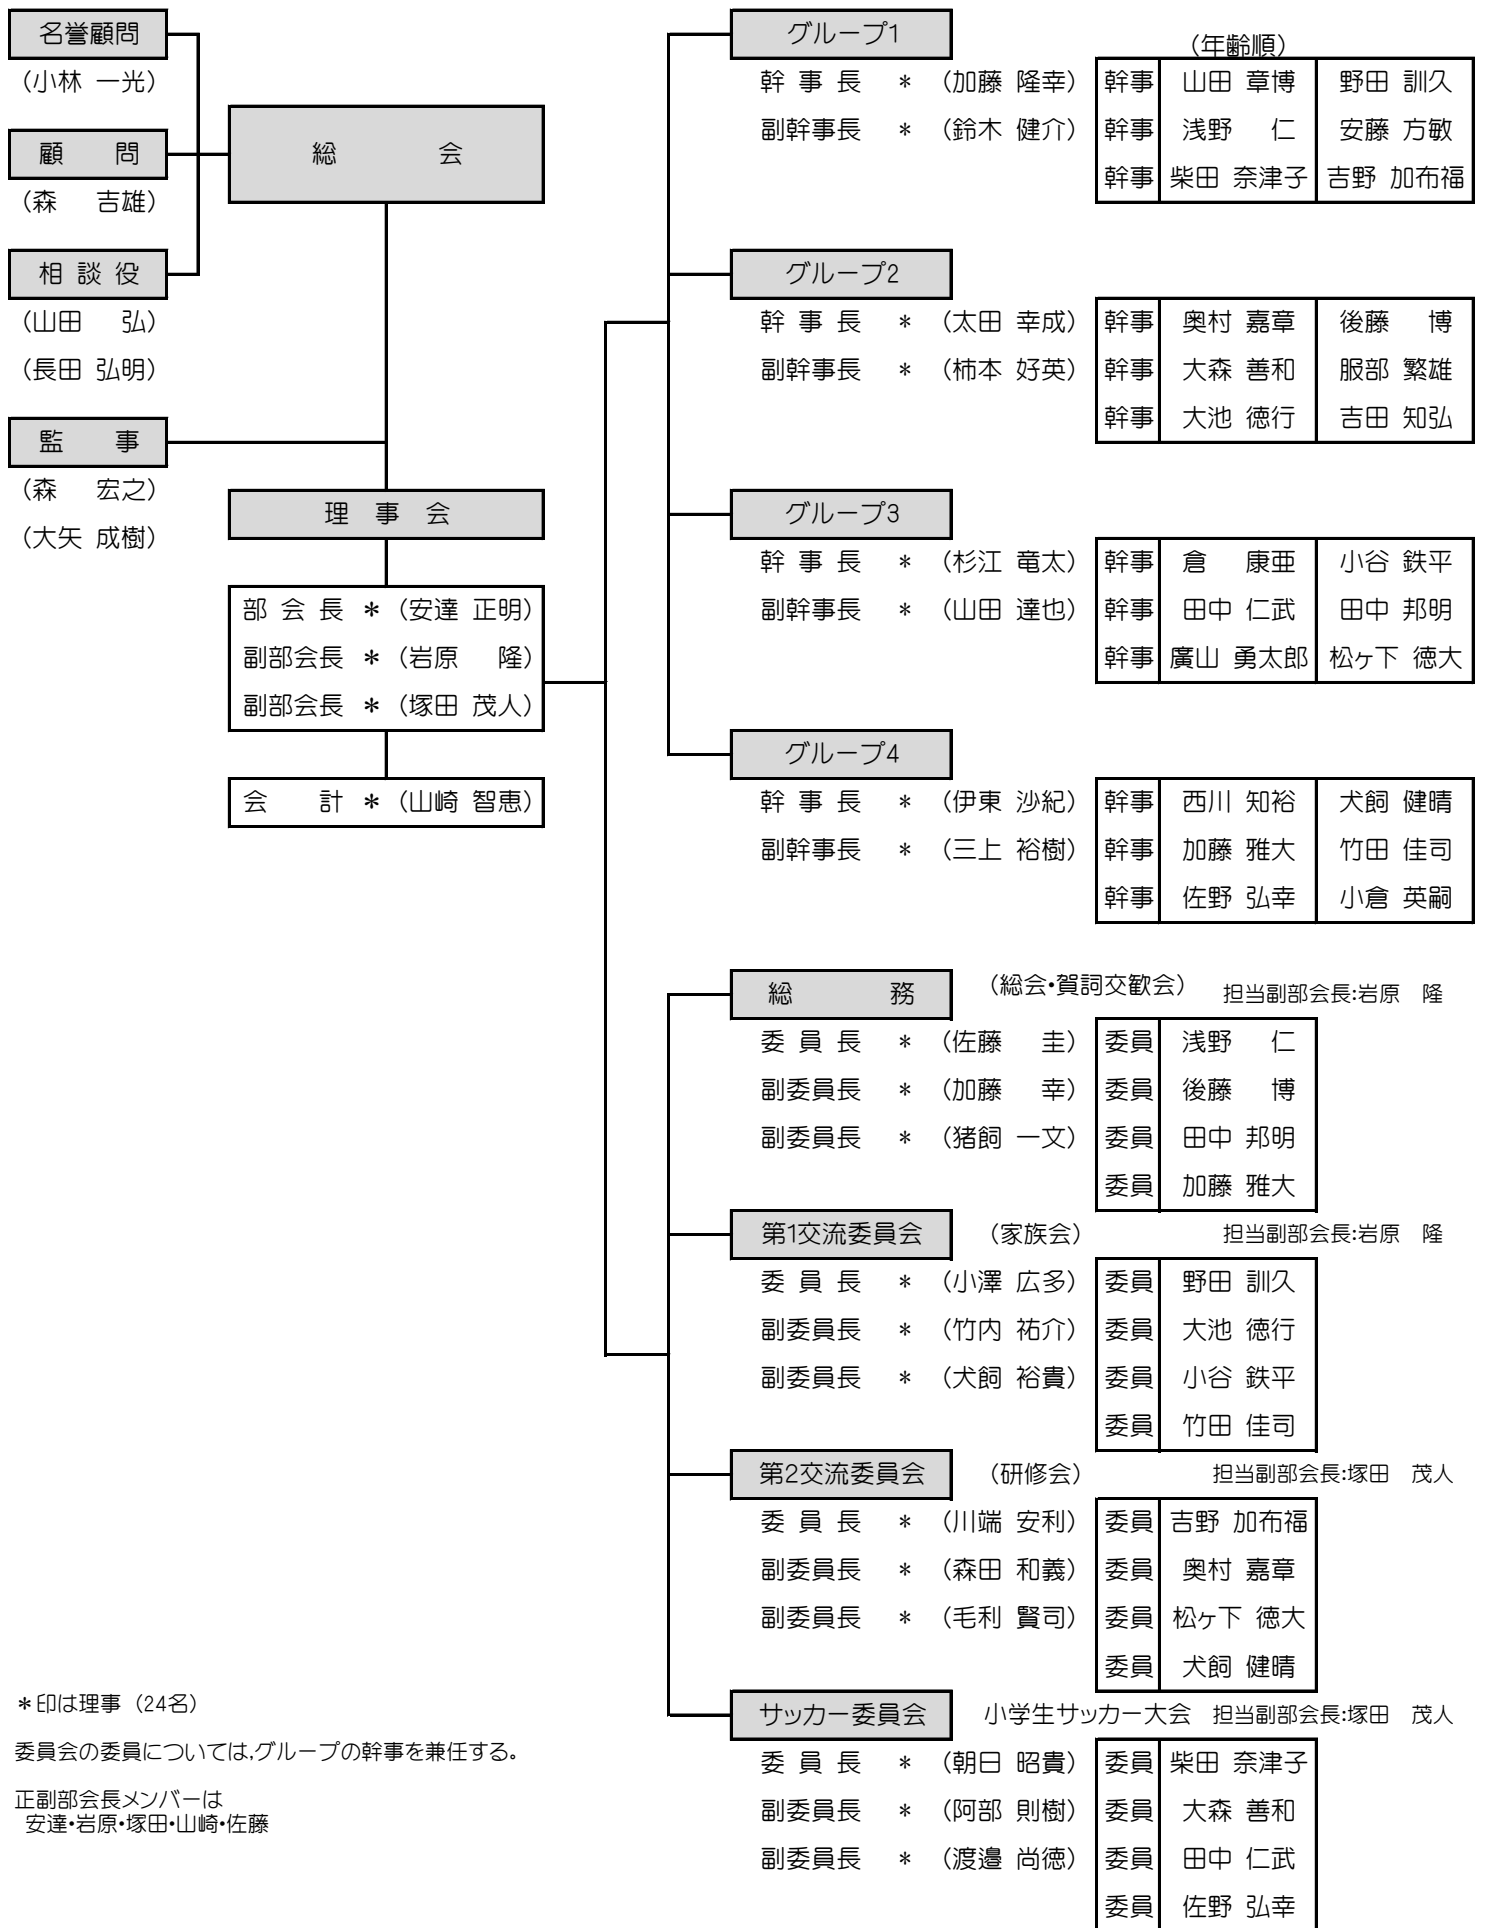 名誉顧問
（小林 一光）
顧 問
（森 吉雄）
相 談 役
（山田 弘）
（長田 弘明）
監 事
（森 宏之）
（大矢 成樹）
総 会
理 事 会
部 会 長 ＊ （安達 正明）
副部会長 ＊ （岩原 隆）
副部会長 ＊ （塚田 茂人）
会 計 ＊ （山崎 智恵）
グループ1
（年齢順）
幹 事 長 ＊ （加藤 隆幸） 幹事 山田 章博 野田 訓久
副幹事長 ＊ （鈴木 健介） 幹事 浅野 仁 安藤 方敏
幹事 柴田 奈津子 吉野 加布福
グループ2
幹 事 長 ＊ （太田 幸成） 幹事 奥村 嘉章 後藤 博
副幹事長 ＊ （柿本 好英） 幹事 大森 善和 服部 繁雄
幹事 大池 徳行 吉田 知弘
グループ3
幹 事 長 ＊ （杉江 竜太） 幹事 倉 康亜 小谷 鉄平
副幹事長 ＊ （山田 達也） 幹事 田中 仁武 田中 邦明
幹事 廣山 勇太郎 松ヶ下 徳大
グループ4
幹 事 長 ＊ （伊東 沙紀） 幹事 西川 知裕 犬飼 健晴
副幹事長 ＊ （三上 裕樹） 幹事 加藤 雅大 竹田 佳司
幹事 佐野 弘幸 小倉 英嗣
総 務 （総会・賀詞交歓会） 担当副部会長:岩原 隆
委 員 長 ＊ （佐藤 圭） 委員 浅野 仁
副委員長 ＊ （加藤 幸） 委員 後藤 博
副委員長 ＊ （猪飼 一文） 委員 田中 邦明
委員 加藤 雅大
第1交流委員会 （家族会） 担当副部会長:岩原 隆
委 員 長 ＊ （小澤 広多） 委員 野田 訓久
副委員長 ＊ （竹内 祐介） 委員 大池 徳行
副委員長 ＊ （犬飼 裕貴） 委員 小谷 鉄平
委員 竹田 佳司
第2交流委員会 （研修会） 担当副部会長:塚田 茂人
委 員 長 ＊ （川端 安利） 委員 吉野 加布福
副委員長 ＊ （森田 和義） 委員 奥村 嘉章
副委員長 ＊ （毛利 賢司） 委員 松ヶ下 徳大
委員 犬飼 健晴
サッカー委員会 小学生サッカー大会 担当副部会長:塚田 茂人
委 員 長 ＊ （朝日 昭貴） 委員 柴田 奈津子
副委員長 ＊ （阿部 則樹） 委員 大森 善和
副委員長 ＊ （渡邉 尚徳） 委員 田中 仁武
委員 佐野 弘幸
＊印は理事（24名）
委員会の委員については,グループの幹事を兼任する。
正副部会長メンバーは
安達・岩原・塚田・山崎・佐藤